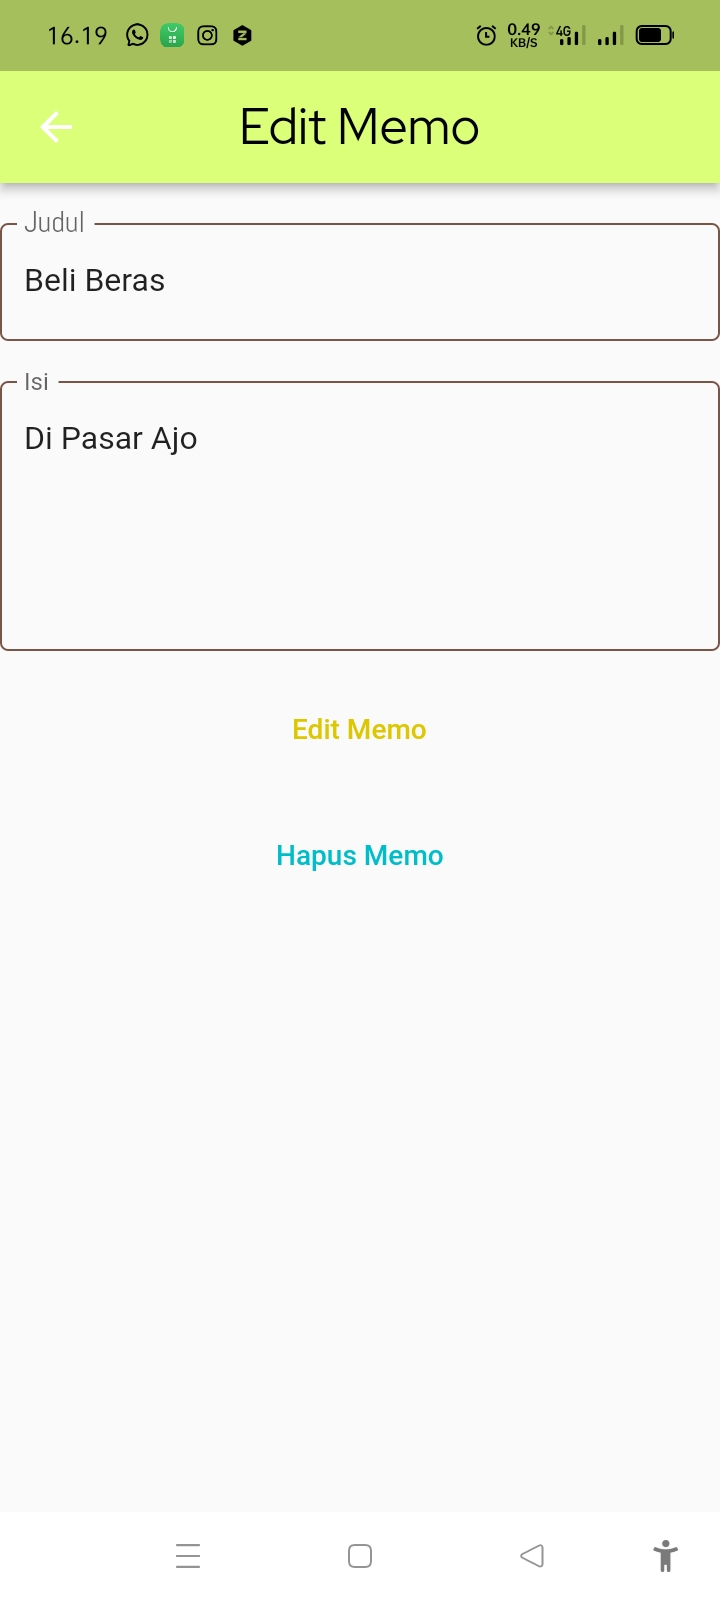 16.19
0.49
KB/S
4G
Edit Memo
Judul
Beli Beras
Isi
Di Pasar Ajo
Edit Memo
Hapus Memo